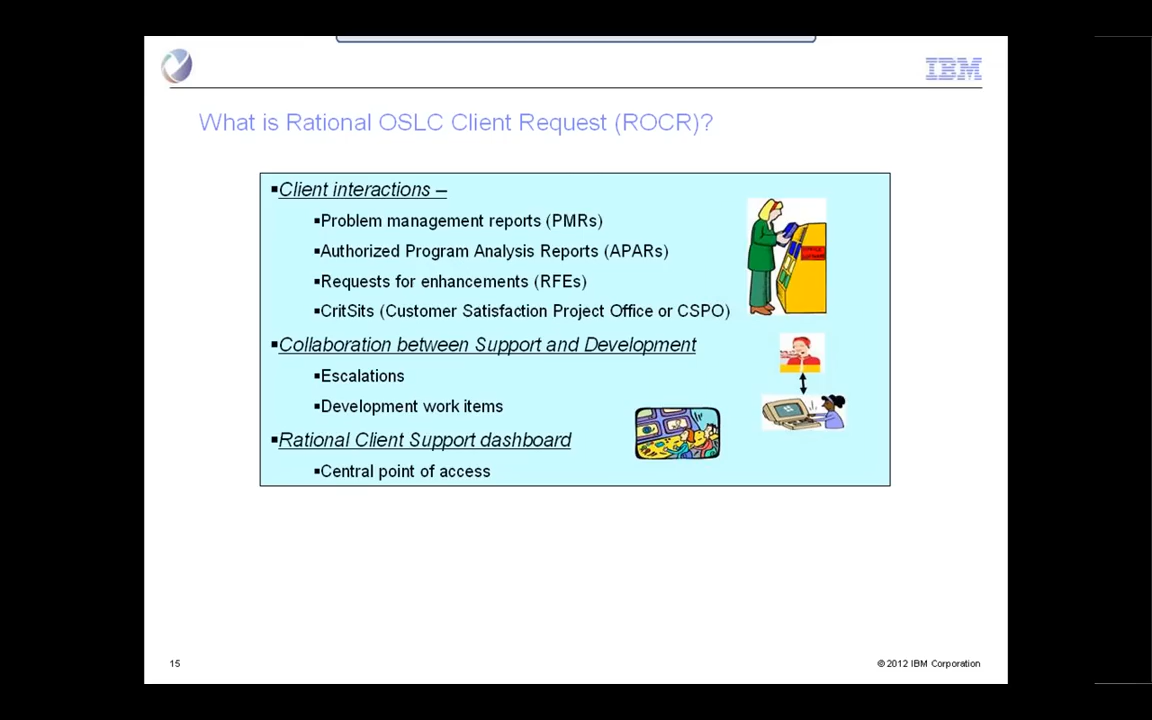 IBM
What is Rational OSLC Client Request (ROCR)?
▪Client interactions –
▪Problem management reports (PMRs)
▪Authorized Program Analysis Reports (APARs)
▪Requests for enhancements (RFEs)
▪CritSits (Customer Satisfaction Project Office or CSPO)
▪Collaboration between Support and Development
▪Escalations
▪Development work items
▪Rational Client Support dashboard
▪Central point of access
15
© 2012 IBM Corporation